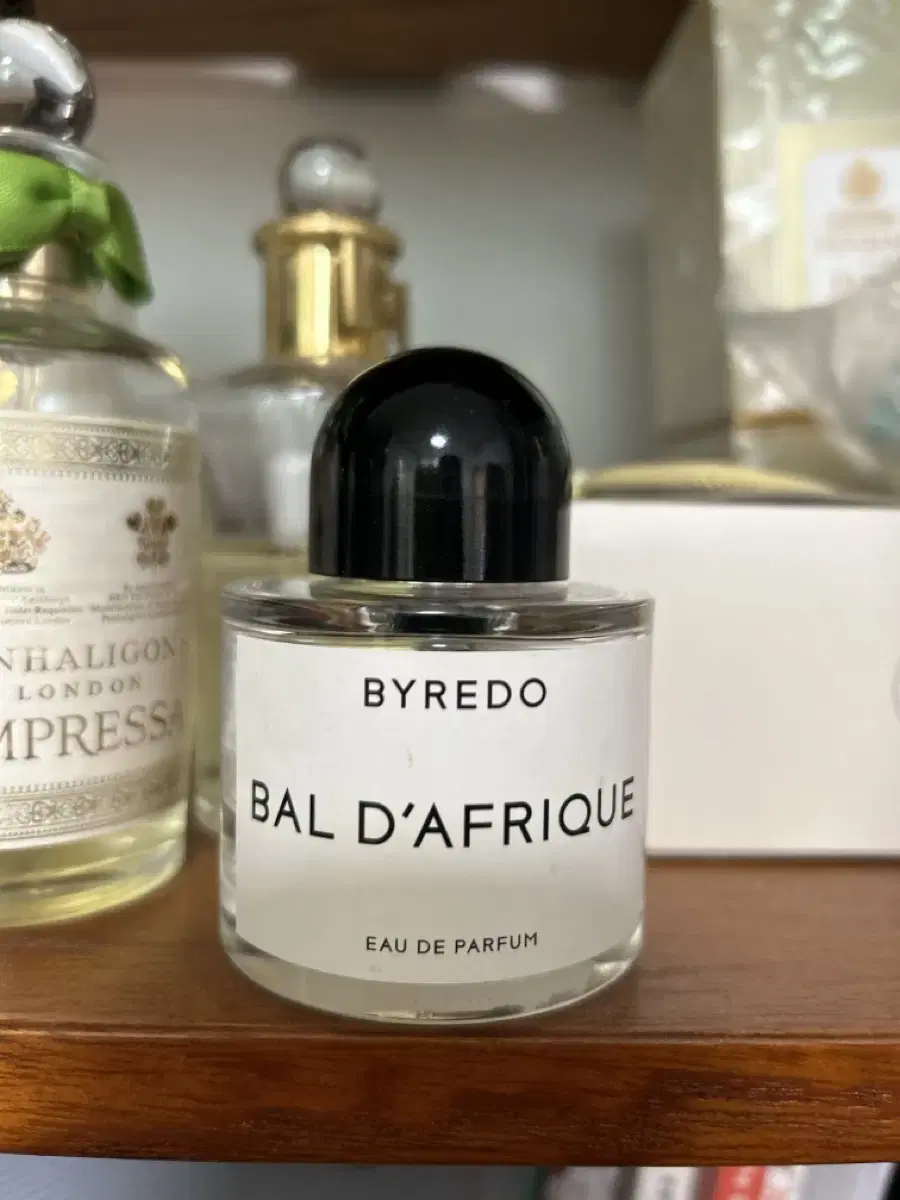 BYREDO
BAL D'AFRIQUE
EAU DE PARFUM
NHALIGON
LONDON
MPRESSA